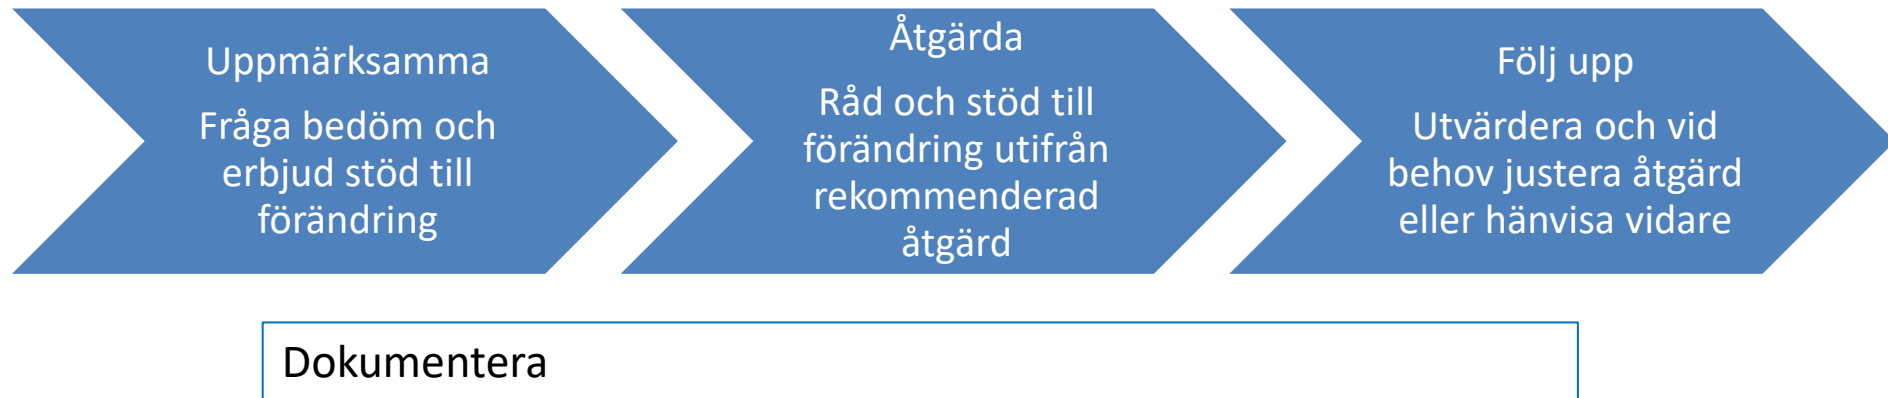 Uppmärksamma
Fråga bedöm och
erbjud stöd till
förändring
Åtgärda
Råd och stöd till
förändring utifrån
rekommenderad
åtgärd
Följ upp
Utvärdera och vid
behov justera åtgärd
eller hänvisa vidare
Dokumentera